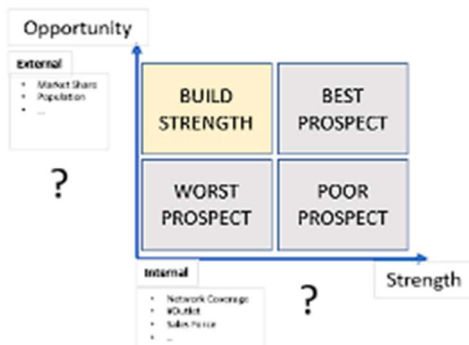 Opportunity
External
• Market Share
• Population
• ...
?
BUILD
STRENGTH
BEST
PROSPECT
WORST
PROSPECT
POOR
PROSPECT
Internal
• Network Coverage
• #Outlet
• Sales Force
• ...
?
Strength